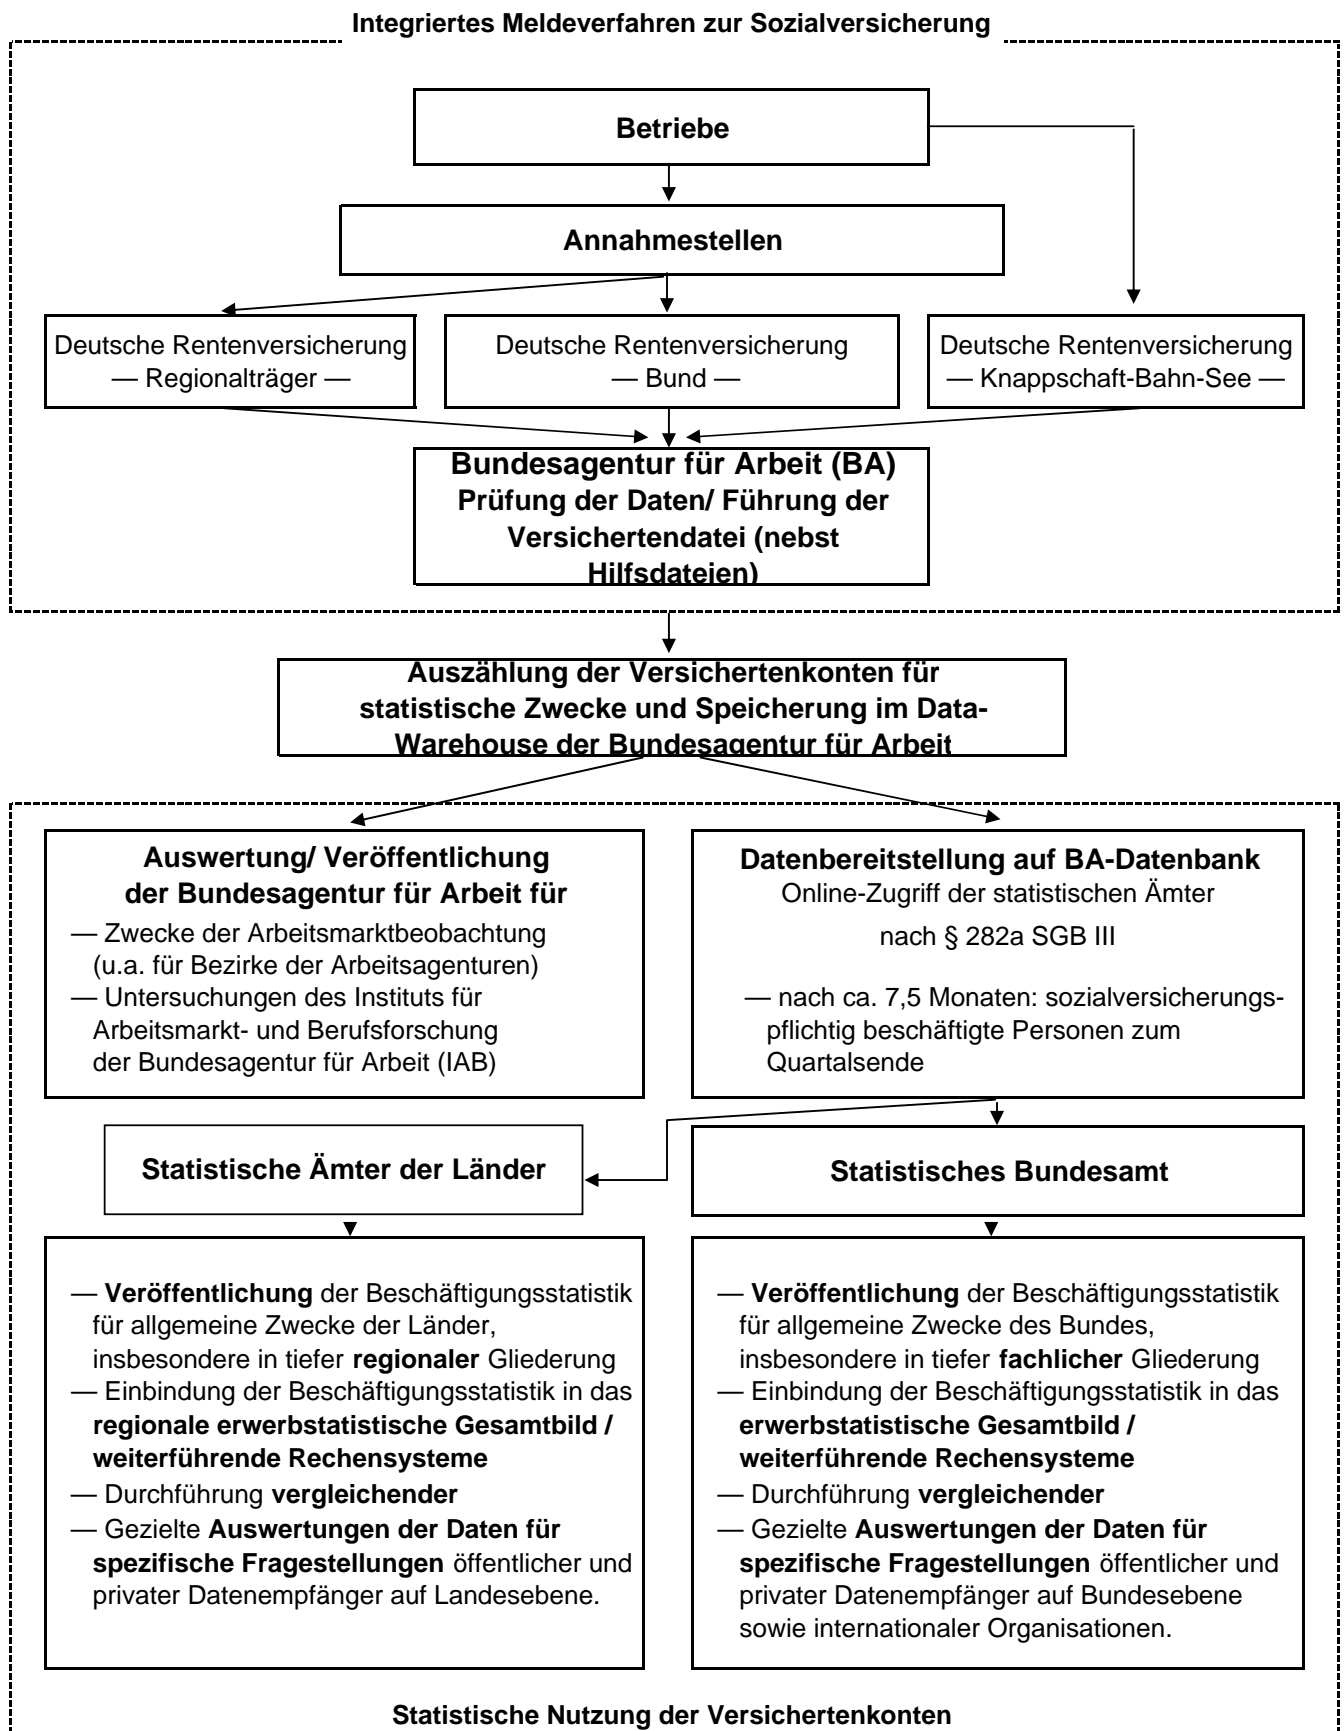 Integriertes Meldeverfahren zur Sozialversicherung
Betriebe
Annahmestellen
Deutsche Rentenversicherung
— Regionalträger —
Deutsche Rentenversicherung
— Bund —
Deutsche Rentenversicherung
— Knappschaft-Bahn-See —
Bundesagentur für Arbeit (BA)
Prüfung der Daten/ Führung der
Versichertendatei (nebst
Hilfsdateien)
Auszählung der Versichertenkonten für
statistische Zwecke und Speicherung im Data-
Warehouse der Bundesagentur für Arbeit
Auswertung/ Veröffentlichung
der Bundesagentur für Arbeit für
— Zwecke der Arbeitsmarktbeobachtung
(u.a. für Bezirke der Arbeitsagenturen)
— Untersuchungen des Instituts für
Arbeitsmarkt- und Berufsforschung
der Bundesagentur für Arbeit (IAB)
Datenbereitstellung auf BA-Datenbank
Online-Zugriff der statistischen Ämter
nach § 282a SGB III
— nach ca. 7,5 Monaten: sozialversicherungs-
pflichtig beschäftigte Personen zum
Quartalsende
Statistische Ämter der Länder
Statistisches Bundesamt
— Veröffentlichung der Beschäftigungsstatistik
für allgemeine Zwecke der Länder,
insbesondere in tiefer regionaler Gliederung
— Einbindung der Beschäftigungsstatistik in das
regionale erwerbstatistische Gesamtbild /
weiterführende Rechensysteme
— Durchführung vergleichender
— Gezielte Auswertungen der Daten für
spezifische Fragestellungen öffentlicher und
privater Datenempfänger auf Landesebene.
— Veröffentlichung der Beschäftigungsstatistik
für allgemeine Zwecke des Bundes,
insbesondere in tiefer fachlicher Gliederung
— Einbindung der Beschäftigungsstatistik in das
erwerbstatistische Gesamtbild /
weiterführende Rechensysteme
— Durchführung vergleichender
— Gezielte Auswertungen der Daten für
spezifische Fragestellungen öffentlicher und
privater Datenempfänger auf Bundesebene
sowie internationaler Organisationen.
Statistische Nutzung der Versichertenkonten